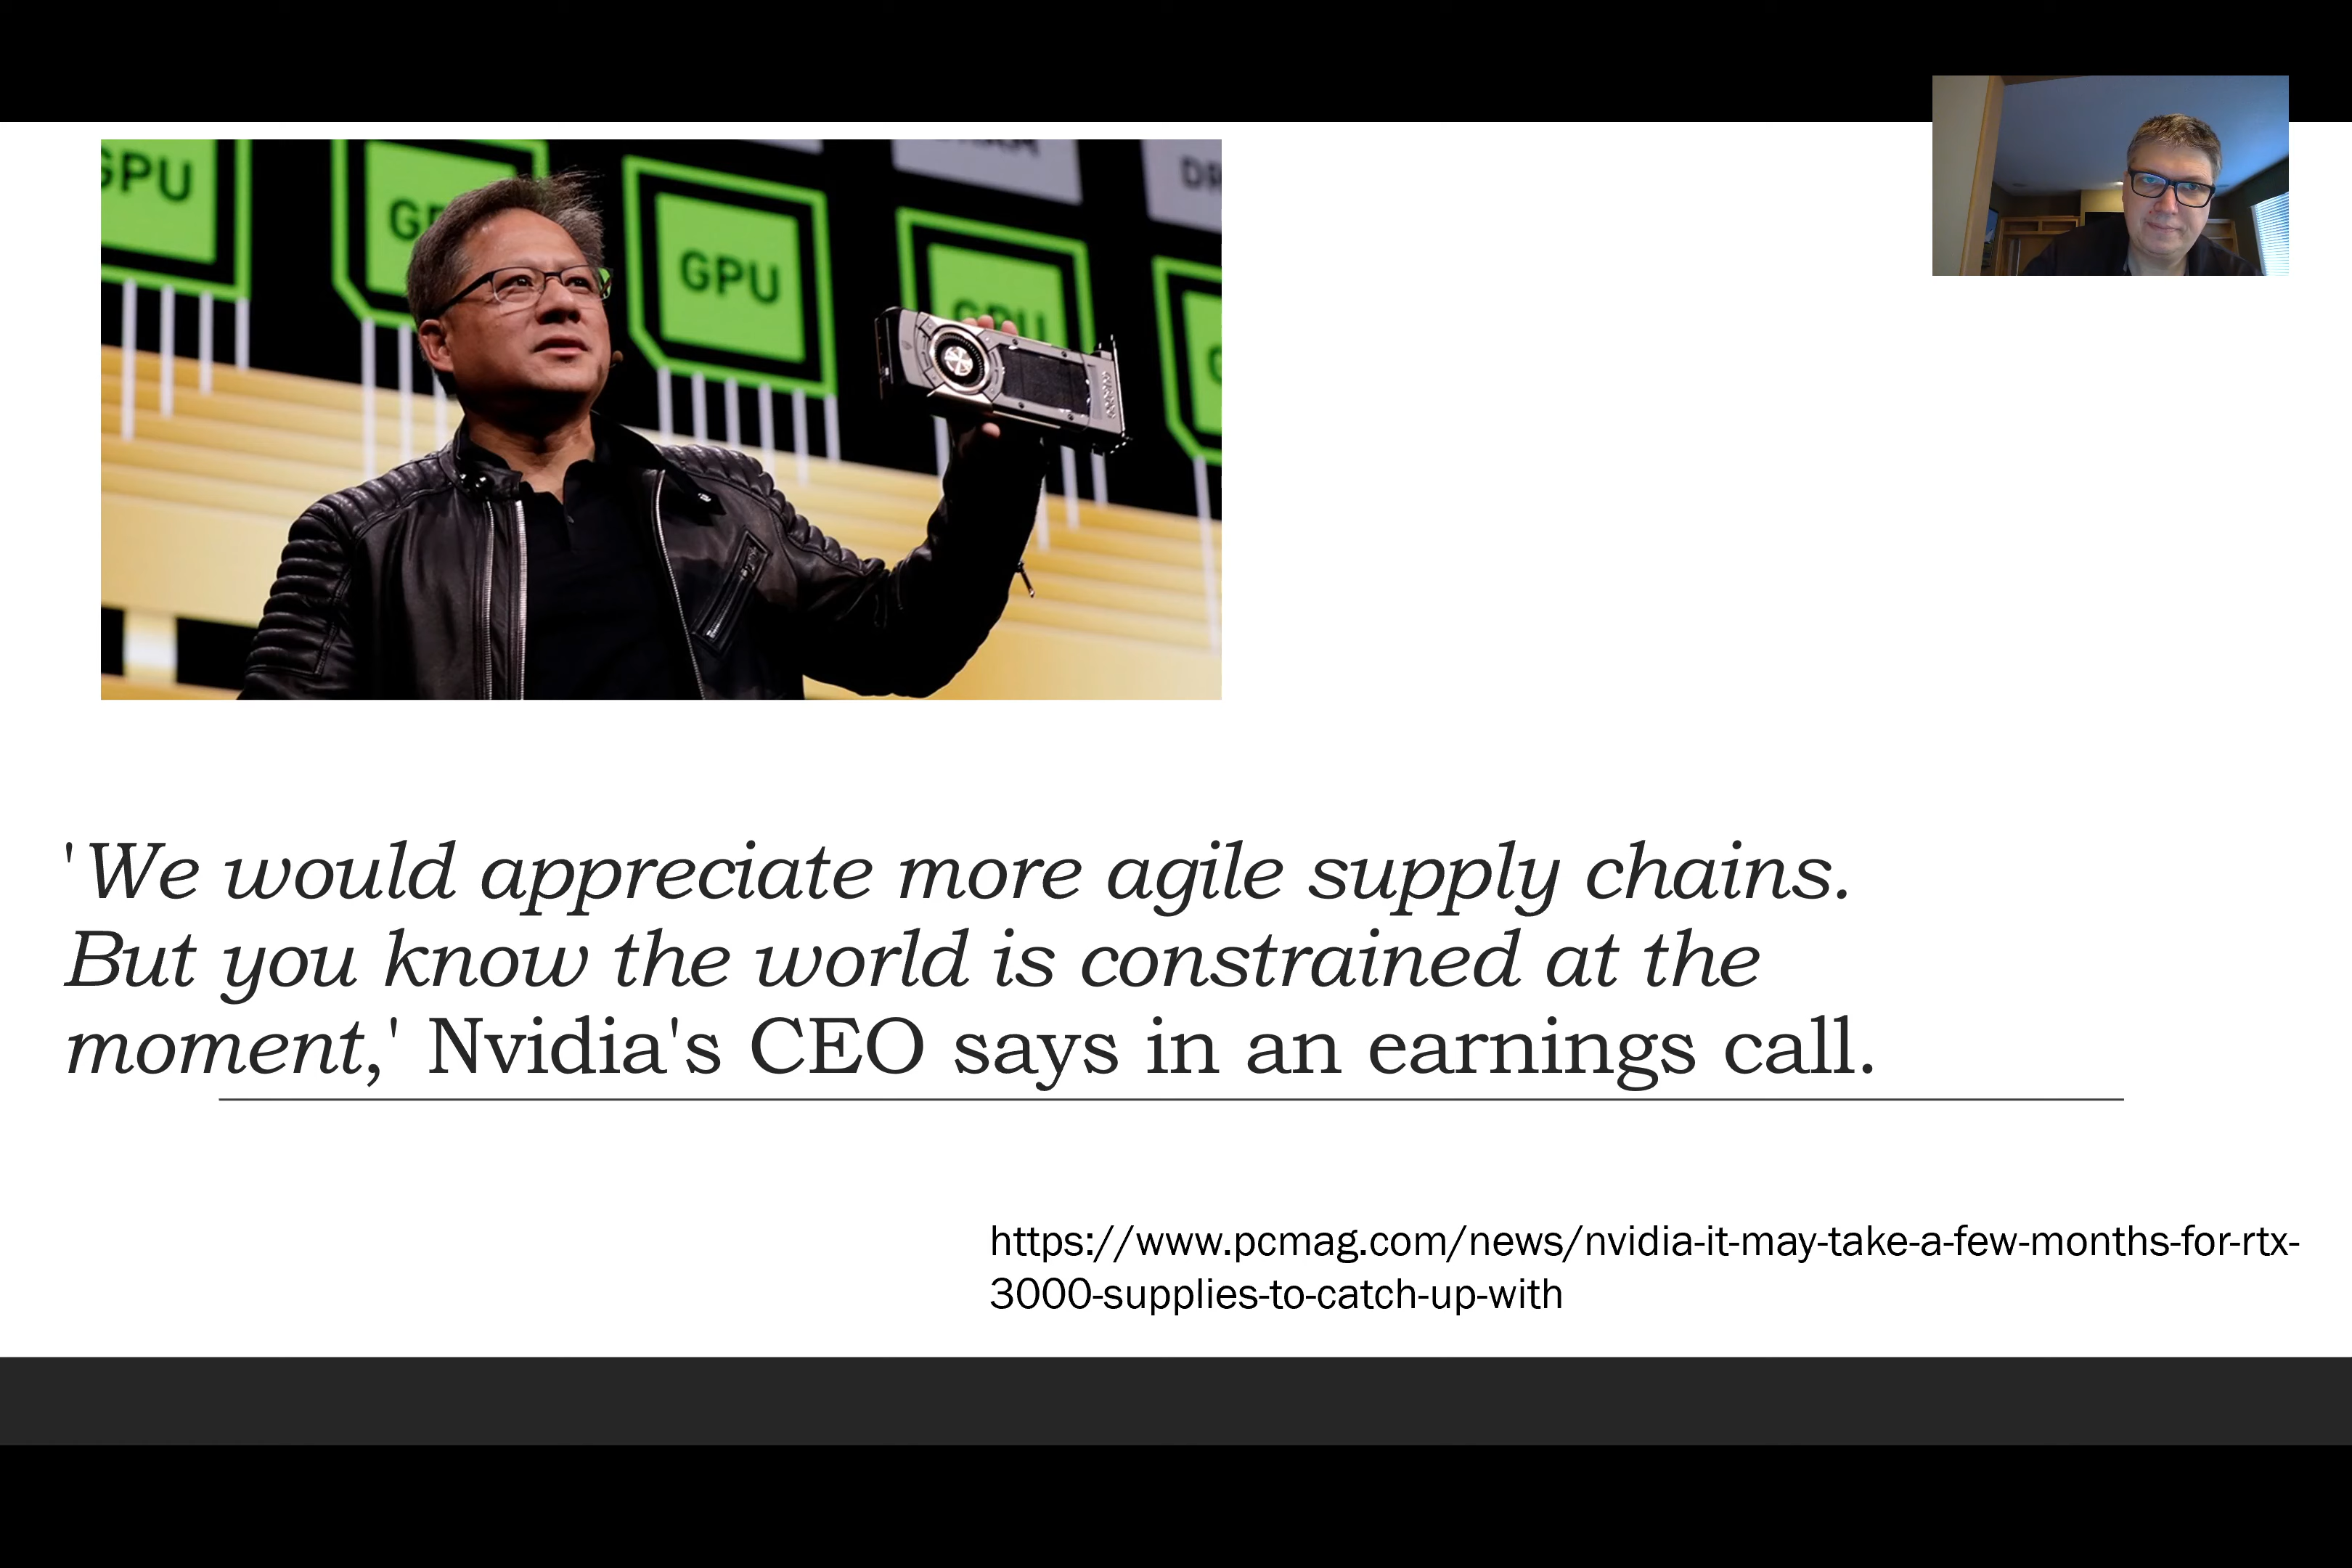 GPU
GPU
GPU
'We would appreciate more agile supply chains.
But you know the world is constrained at the
moment,' Nvidia's CEO says in an earnings call.
https://www.pcmag.com/news/nvidia-it-may-take-a-few-months-for-rtx-
3000-supplies-to-catch-up-with